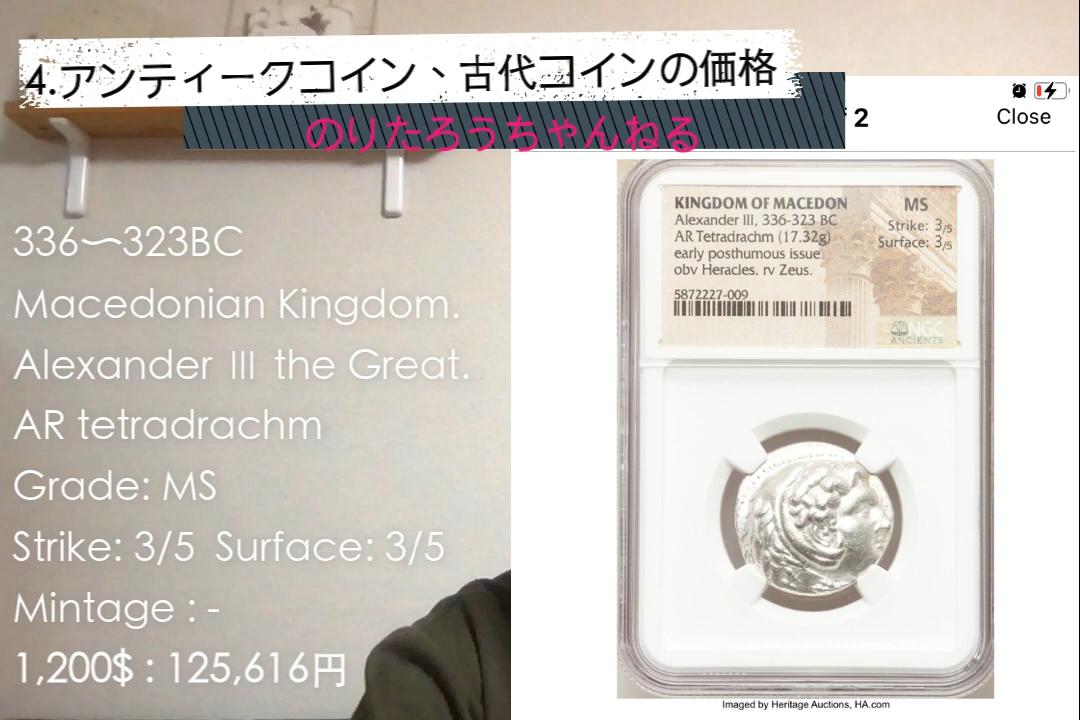 4.アンティークコイン、古代コインの価格
のりたろうちゃんねる
2
Close
336〜323BC
Macedonian Kingdom.
Alexander Ⅲ the Great.
AR tetradrachm
Grade: MS
Strike: 3/5 Surface: 3/5
Mintage : -
1,200$ : 125,616円
KINGDOM OF MACEDON
Alexander III, 336-323 BC
AR Tetradrachm (17.32g)
early posthumous issue
obv Heracles. rv Zeus.
5872227-009
MS
Strike: 3/5
Surface: 3/5
NGC
ANCIENTS
Imaged by Heritage Auctions, HA.com